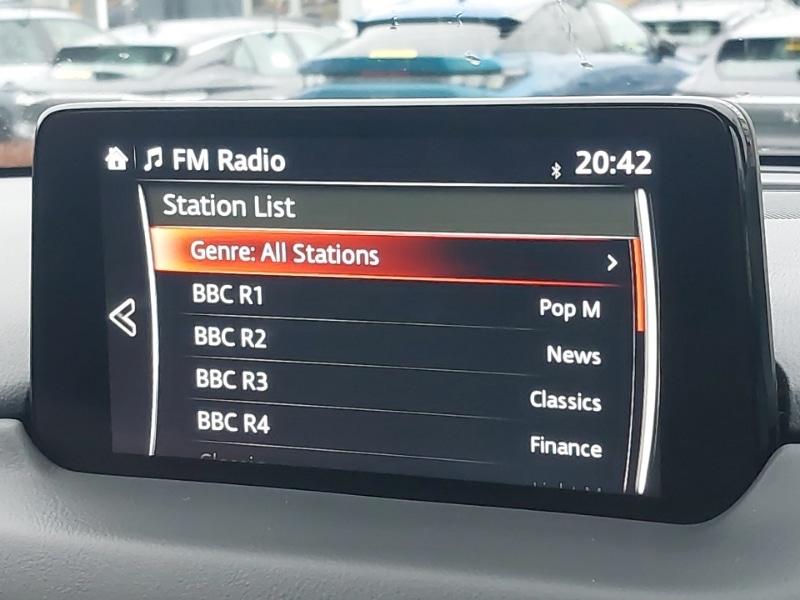 FM Radio 20:42
Station List
Genre: All Stations
BBC R1 Pop M
BBC R2 News
BBC R3 Classics
BBC R4 Finance